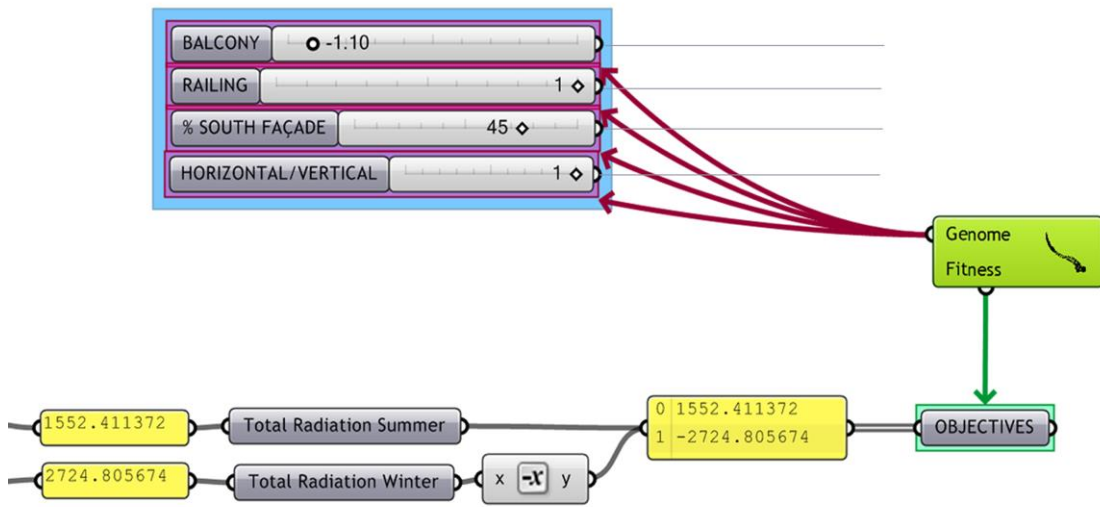 BALCONY -1.10
RAILING 1
% SOUTH FAÇADE 45
HORIZONTAL/VERTICAL 1
Genome
Fitness
1552.411372 Total Radiation Summer
0 1552.411372
1 -2724.805674
OBJECTIVES
2724.805674 Total Radiation Winter x -x y